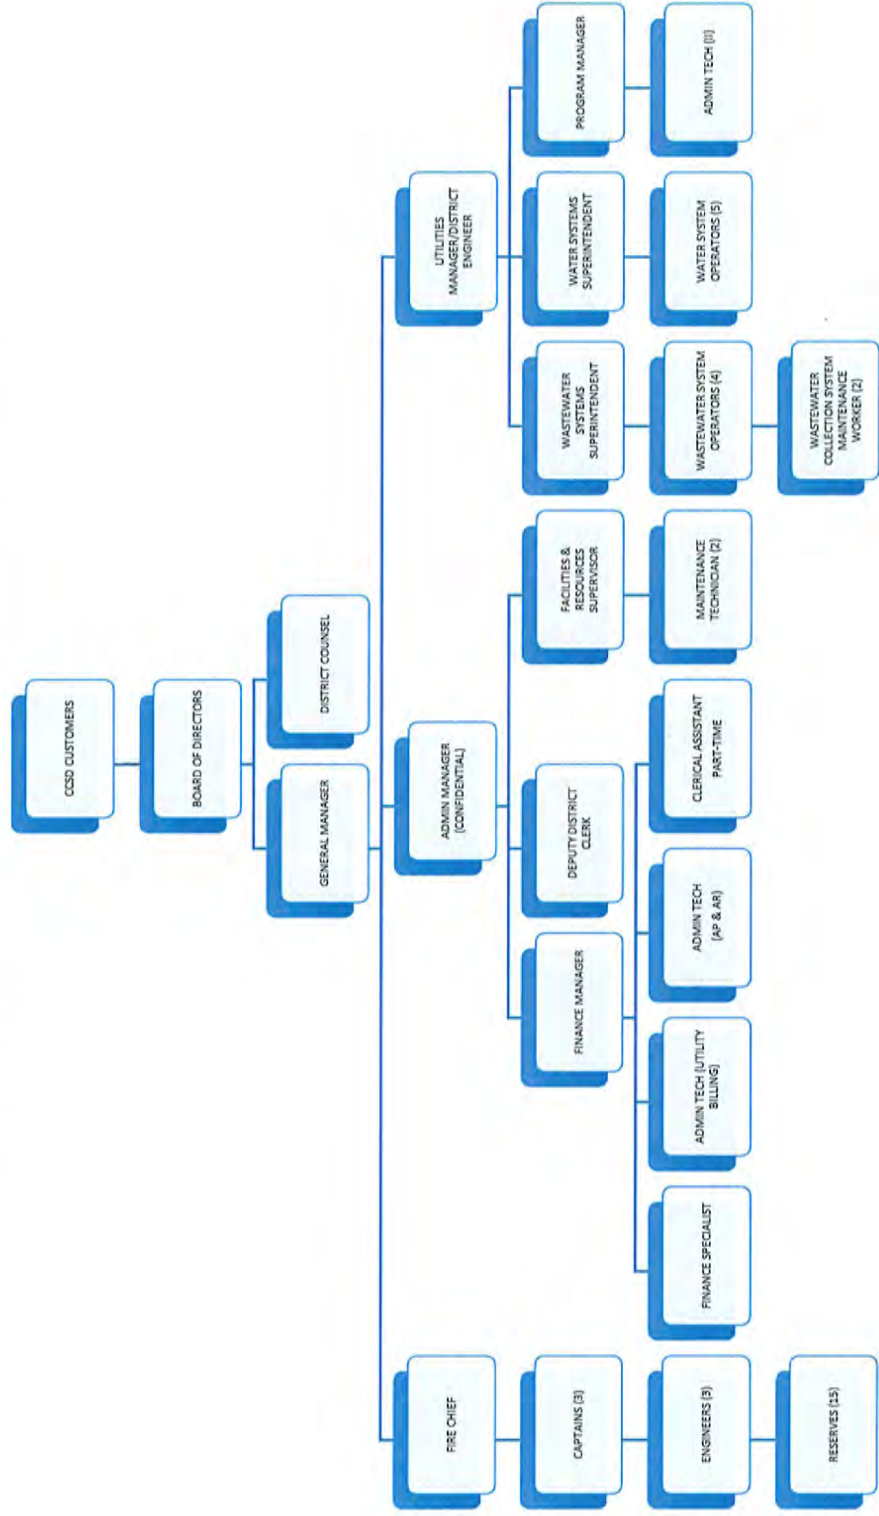 CCSD CUSTOMERS
BOARD OF DIRECTORS
GENERAL MANAGER
DISTRICT COUNSEL
FIRE CHIEF
ADMIN MANAGER
(CONFIDENTIAL)
UTILITIES
MANAGER/DISTRICT
ENGINEER
CAPTAINS (3)
FINANCE MANAGER
DEPUTY DISTRICT
CLERK
FACILITIES &
RESOURCES
SUPERVISOR
WASTEWATER
SYSTEMS
SUPERINTENDENT
WATER SYSTEMS
SUPERINTENDENT
PROGRAM MANAGER
ENGINEERS (3)
FINANCE SPECIALIST
ADMIN TECH (UTILITY
BILLING)
ADMIN TECH
(AP & AR)
CLERICAL ASSISTANT
PART-TIME
MAINTENANCE
TECHNICIAN (2)
WASTEWATER SYSTEM
OPERATORS (4)
WATER SYSTEM
OPERATORS (5)
ADMIN TECH (II)
RESERVES (15)
WASTEWATER
COLLECTION SYSTEM
MAINTENANCE
WORKER (2)